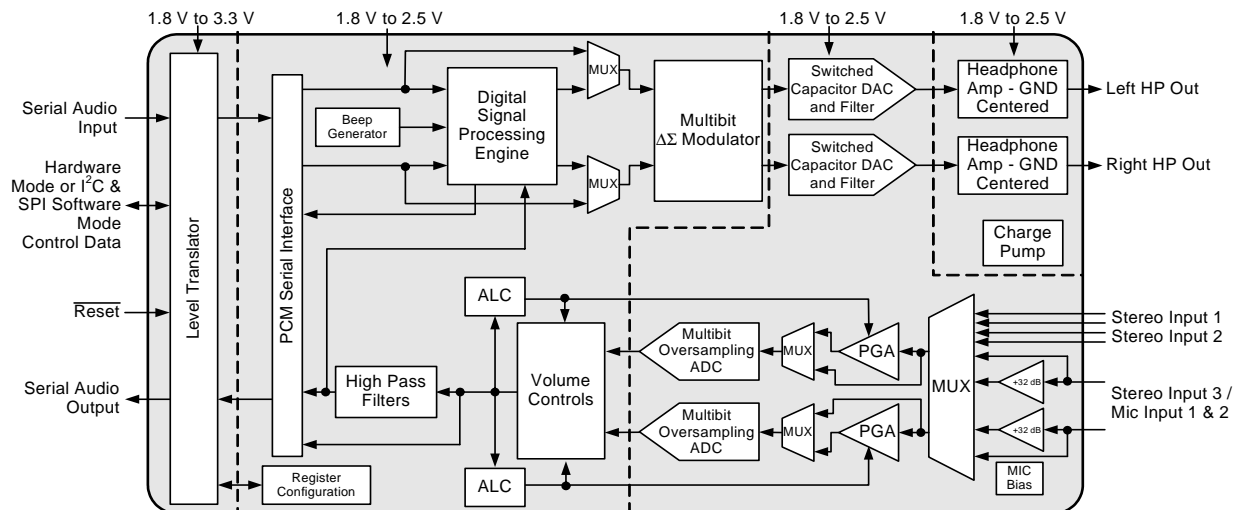 1.8 V to 3.3 V
1.8 V to 2.5 V
1.8 V to 2.5 V
1.8 V to 2.5 V
Serial Audio
Input
Hardware
Mode or I²C &
SPI Software
Mode
Control Data
Reset
Serial Audio
Output
Level Translator
PCM Serial Interface
Beep
Generator
Digital
Signal
Processing
Engine
MUX
MUX
Multibit
ΔΣ Modulator
Switched
Capacitor DAC
and Filter
Switched
Capacitor DAC
and Filter
Headphone
Amp - GND
Centered
Headphone
Amp - GND
Centered
Left HP Out
Right HP Out
Charge
Pump
ALC
Volume
Controls
High Pass
Filters
ALC
Register
Configuration
Multibit
Oversampling
ADC
Multibit
Oversampling
ADC
MUX
MUX
PGA
PGA
MUX
+32 dB
+32 dB
MIC
Bias
Stereo Input 1
Stereo Input 2
Stereo Input 3 /
Mic Input 1 & 2